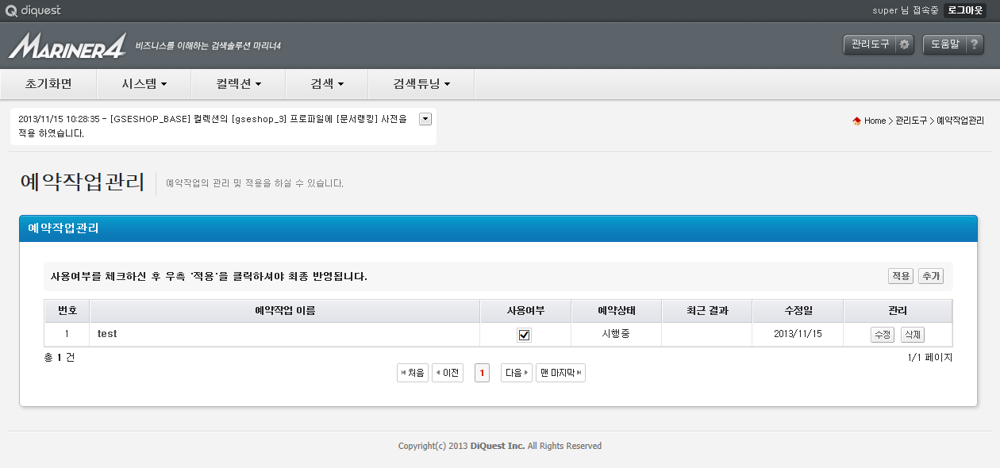 diquest
super 님 접속중 로그아웃
MARINER4 비즈니스를 이해하는 검색솔루션 마리너4
관리도구 도움말 ?
초기화면 시스템 컬렉션 검색 검색튜닝
2013/11/15 10:28:35 - [GSESHOP_BASE] 컬렉션의 [gseshop_3] 프로파일에 [문서랭킹] 사전을
적용 하였습니다.
Home > 관리도구 > 예약작업관리
예약작업관리 예약작업의 관리 및 적용을 하실 수 있습니다.
예약작업관리
사용여부를 체크하신 후 우측 '적용'을 클릭하셔야 최종 반영됩니다. 적용 추가
번호 예약작업 이름 사용여부 예약상태 최근 결과 수정일 관리
1 test 시행중 2013/11/15 수정 삭제
총 1 건 1/1 페이지
처음 이전 1 다음 맨 마지막
Copyright(c) 2013 DiQuest Inc. All Rights Reserved